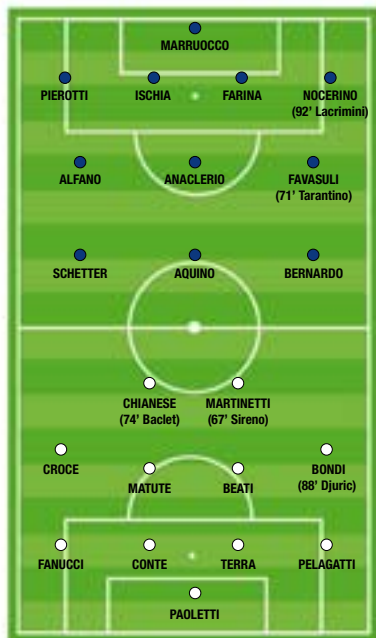 MARRUOCCO
PIEROTTI ISCHIA FARINA NOCERINO
(92' Lacrimini)
ALFANO ANACLERIO FAVASULI
(71' Tarantino)
SCHETTER AQUINO BERNARDO
CHIANESE MARTINETTI
(74' Baclet) (67' Sireno)
CROCE BONDI
(88' Djuric)
MATUTE BEATI
FANUCCI CONTE TERRA PELAGATTI
PAOLETTI